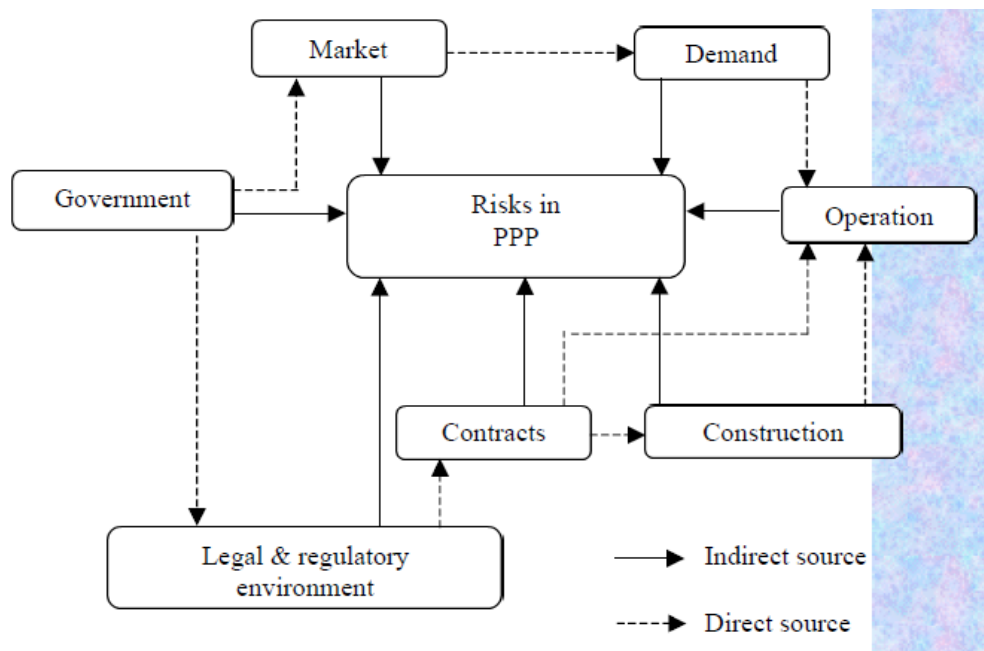 Market
Demand
Government
Risks in
PPP
Operation
Contracts
Construction
Legal & regulatory
environment
Indirect source
Direct source